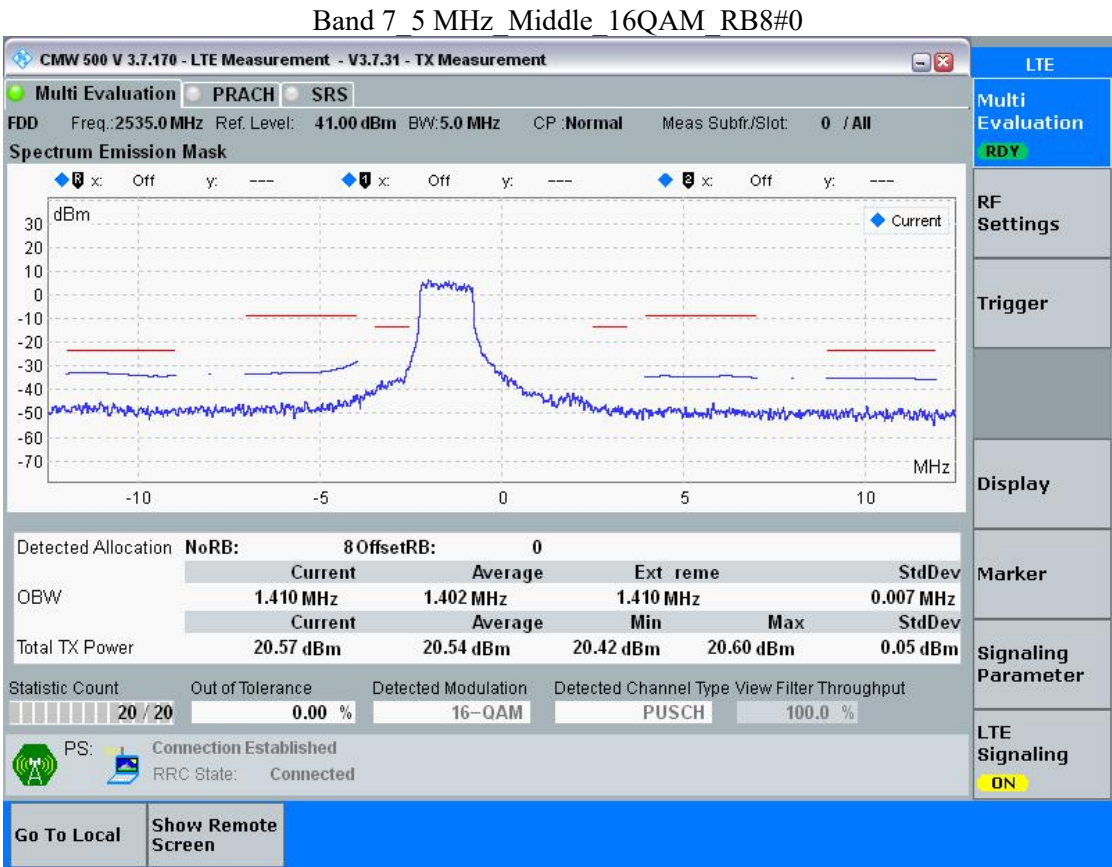 Band 7_5 MHz_Middle_16QAM_RB8#0
CMW 500 V 3.7.170 - LTE Measurement - V3.7.31 - TX Measurement
LTE
Multi Evaluation PRACH SRS
Multi Evaluation
RDY
FDD Freq.:2535.0 MHz Ref. Level: 41.00 dBm BW:5.0 MHz CP :Normal Meas Subfr./Slot: 0 / All
Spectrum Emission Mask
R x: Off y: --- 1 x: Off y: --- 2 x: Off y: ---
dBm
Current
30
20
10
0
-10
-20
-30
-40
-50
-60
-70
MHz
-10 -5 0 5 10
RF Settings
Trigger
Display
Marker
Signaling Parameter
LTE Signaling
ON
Detected Allocation NoRB: 8 OffsetRB: 0
Current Average Ext reme StdDev
OBW 1.410 MHz 1.402 MHz 1.410 MHz 0.007 MHz
Current Average Min Max StdDev
Total TX Power 20.57 dBm 20.54 dBm 20.42 dBm 20.60 dBm 0.05 dBm
Statistic Count Out of Tolerance Detected Modulation Detected Channel Type View Filter Throughput
20 / 20 0.00 % 16-QAM PUSCH 100.0 %
PS: Connection Established
RRC State: Connected
Go To Local Show Remote Screen